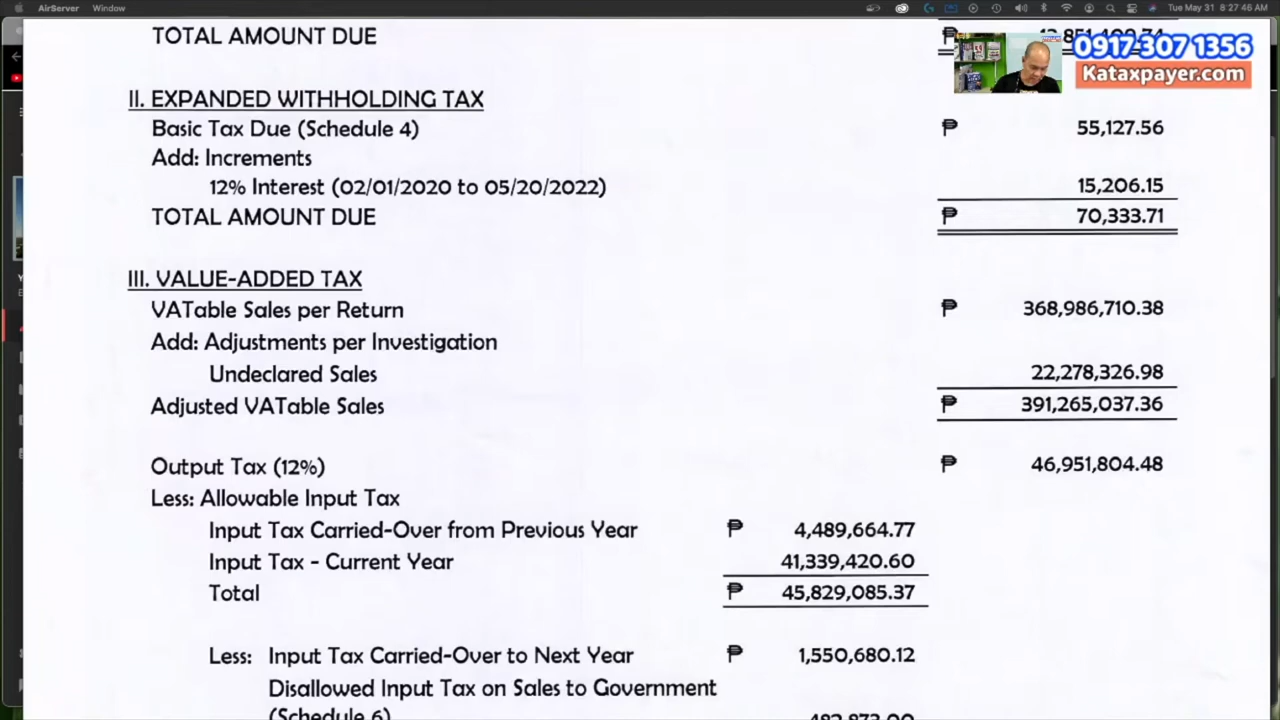 AirServer Window Tue May 31 8:27:46 AM
TOTAL AMOUNT DUE ₱
0917 307 1356
Kataxpayer.com
II. EXPANDED WITHHOLDING TAX
Basic Tax Due (Schedule 4) ₱ 55,127.56
Add: Increments
12% Interest (02/01/2020 to 05/20/2022) 15,206.15
TOTAL AMOUNT DUE ₱ 70,333.71
III. VALUE-ADDED TAX
VATable Sales per Return ₱ 368,986,710.38
Add: Adjustments per Investigation
Undeclared Sales 22,278,326.98
Adjusted VATable Sales ₱ 391,265,037.36
Output Tax (12%) ₱ 46,951,804.48
Less: Allowable Input Tax
Input Tax Carried-Over from Previous Year ₱ 4,489,664.77
Input Tax - Current Year 41,339,420.60
Total ₱ 45,829,085.37
Less: Input Tax Carried-Over to Next Year ₱ 1,550,680.12
Disallowed Input Tax on Sales to Government
(Schedule 6) 482,873.00